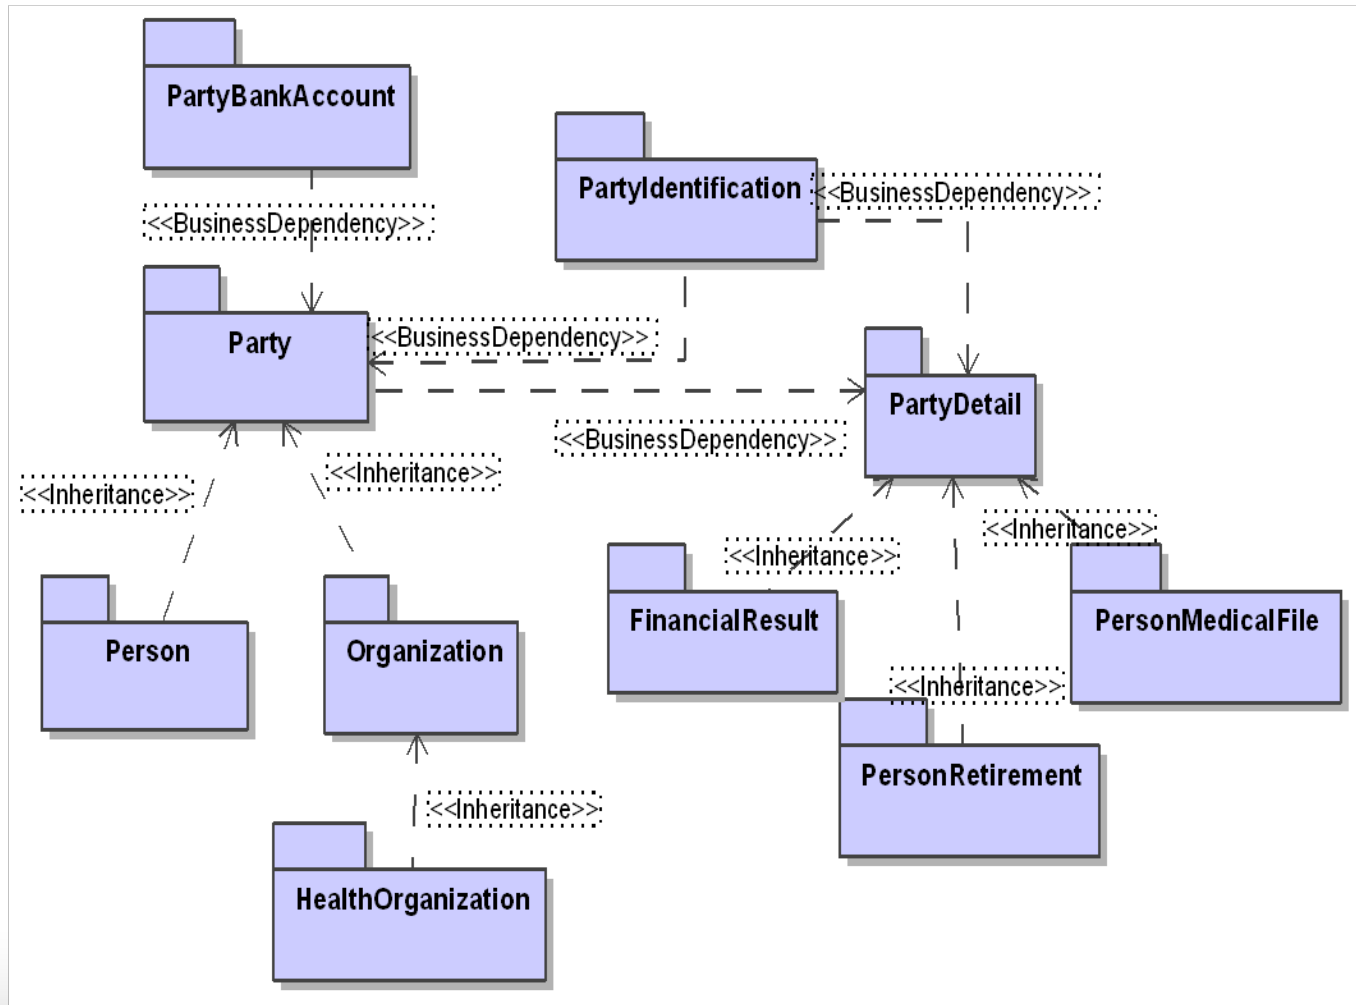 PartyBankAccount
PartyIdentification
<<BusinessDependency>>
<<BusinessDependency>>
Party
<<BusinessDependency>>
PartyDetail
<<BusinessDependency>>
<<Inheritance>>
<<Inheritance>>
<<Inheritance>>
<<Inheritance>>
FinancialResult
PersonMedicalFile
Person
Organization
<<Inheritance>>
PersonRetirement
<<Inheritance>>
HealthOrganization